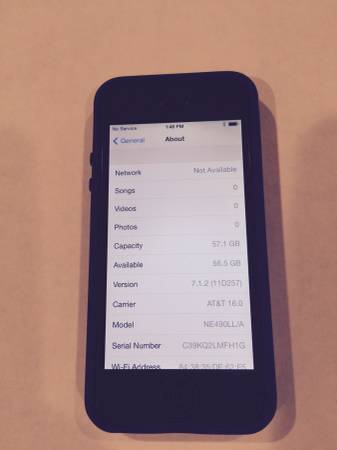 No Service 1:48 PM
General About
Network Not Available
Songs 0
Videos 0
Photos 0
Capacity 57.1 GB
Available 56.5 GB
Version 7.1.2 (11D257)
Carrier AT&T 16.0
Model NE490LL/A
Serial Number C39KQ2LMFH1G
Wi-Fi Address